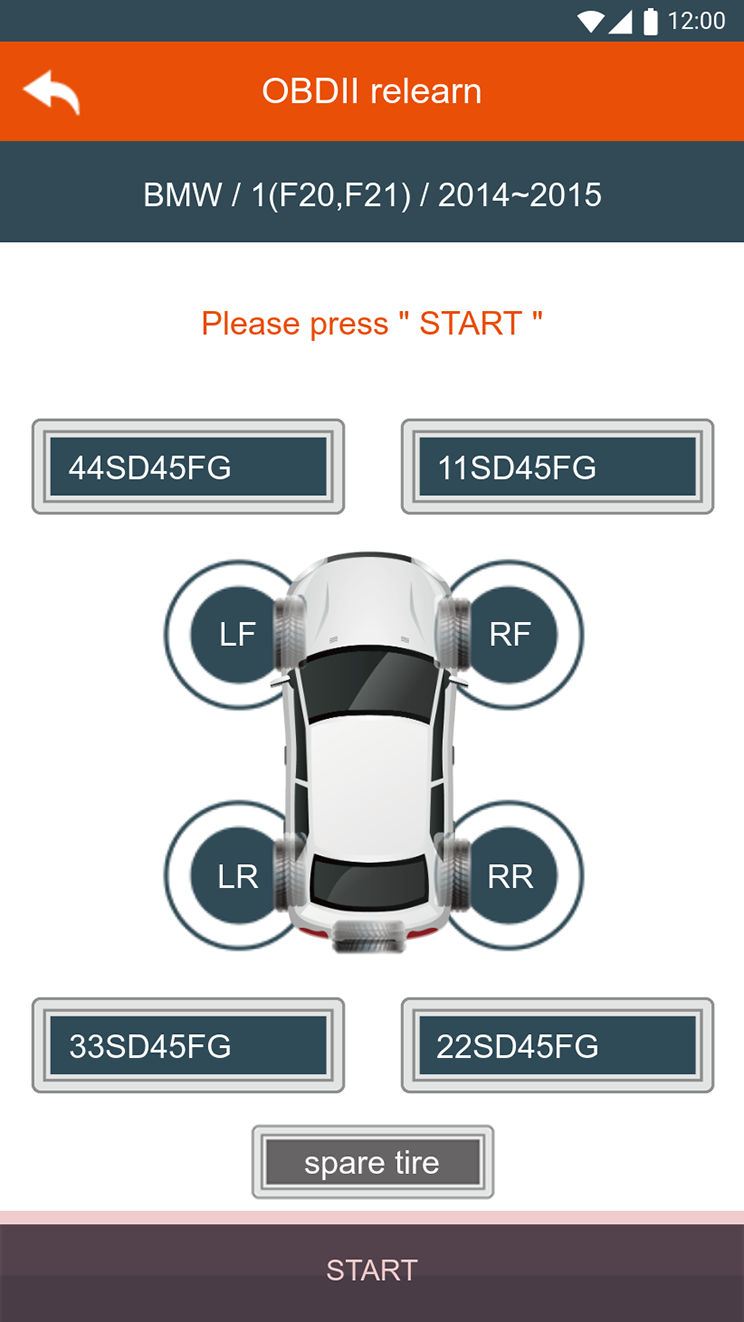 12:00
OBDII relearn
BMW / 1(F20,F21) / 2014~2015
Please press " START "
44SD45FG
11SD45FG
LF
RF
LR
RR
33SD45FG
22SD45FG
spare tire
START